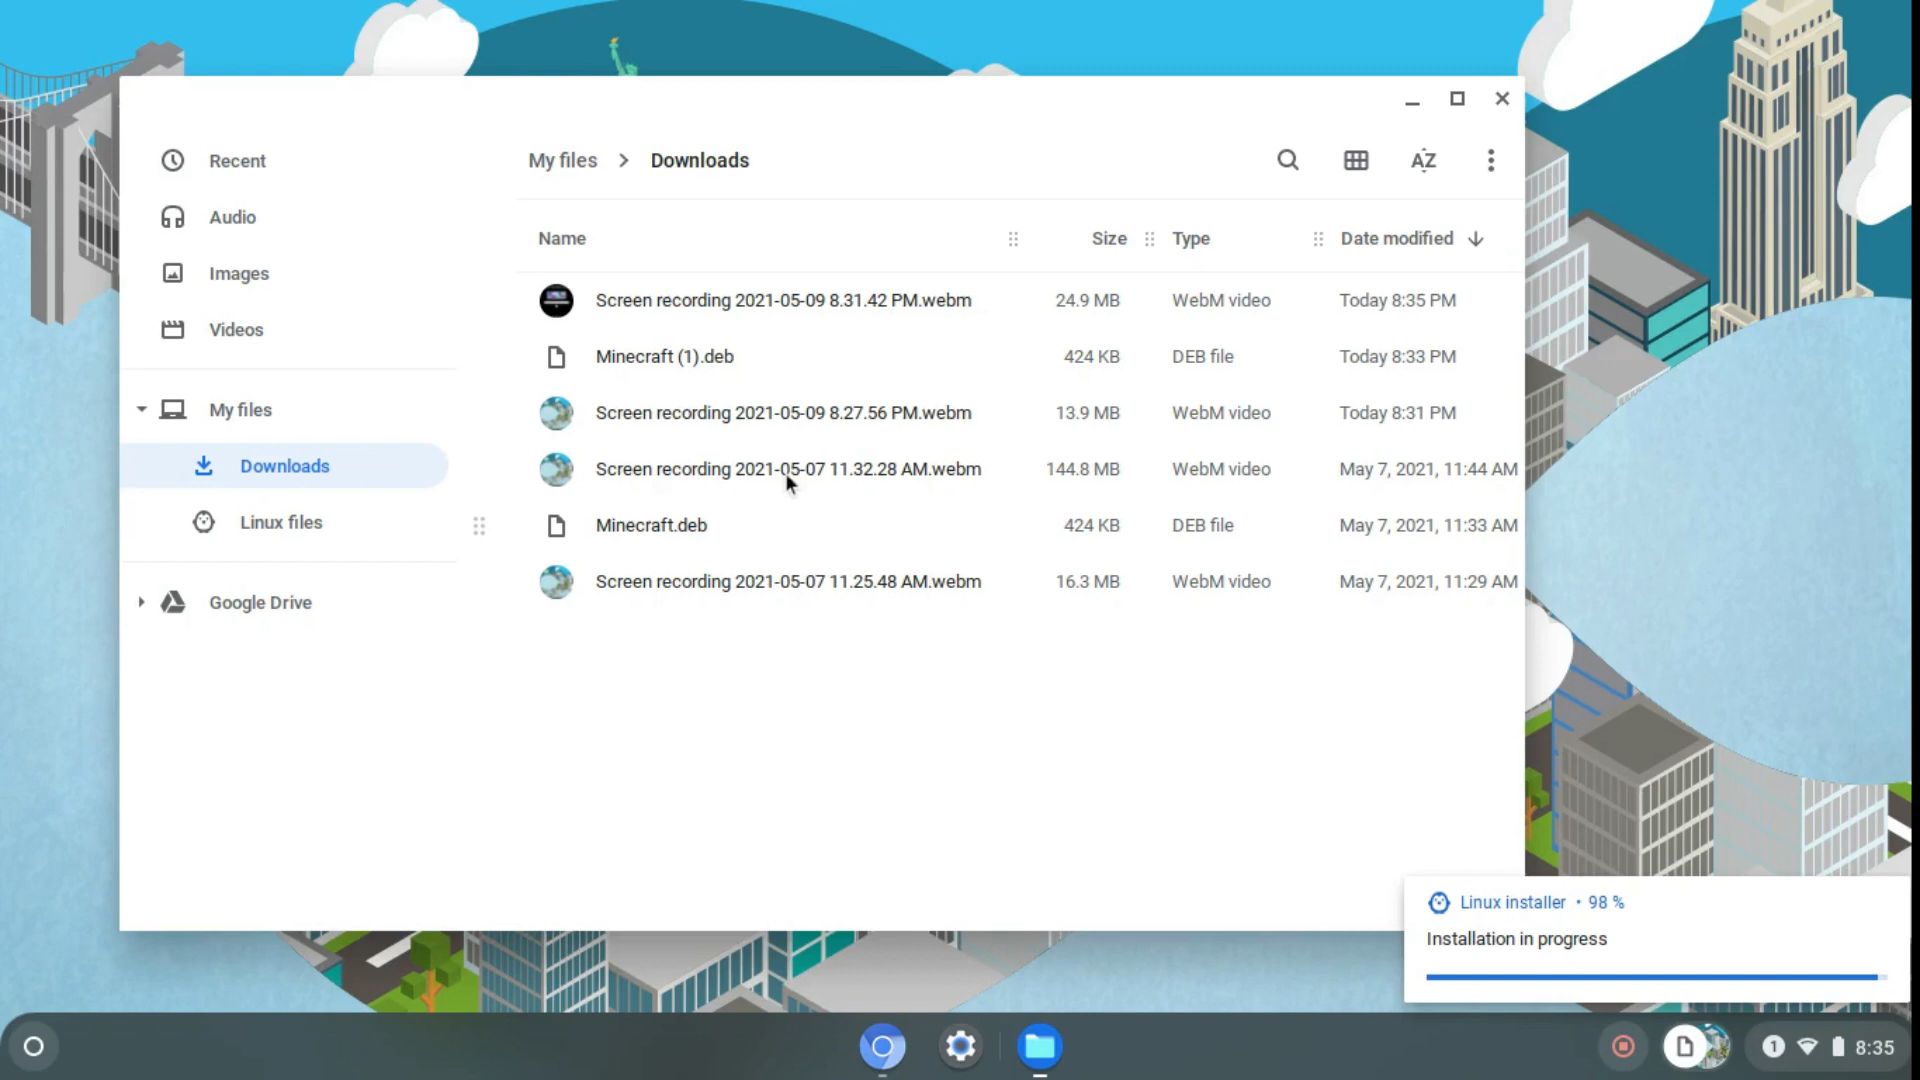 Recent
Audio
Images
Videos
My files
Downloads
Linux files
Google Drive
My files > Downloads
AZ
Name Size Type Date modified
Screen recording 2021-05-09 8.31.42 PM.webm 24.9 MB WebM video Today 8:35 PM
Minecraft (1).deb 424 KB DEB file Today 8:33 PM
Screen recording 2021-05-09 8.27.56 PM.webm 13.9 MB WebM video Today 8:31 PM
Screen recording 2021-05-07 11.32.28 AM.webm 144.8 MB WebM video May 7, 2021, 11:44 AM
Minecraft.deb 424 KB DEB file May 7, 2021, 11:33 AM
Screen recording 2021-05-07 11.25.48 AM.webm 16.3 MB WebM video May 7, 2021, 11:29 AM
Linux installer • 98 %
Installation in progress
1 8:35